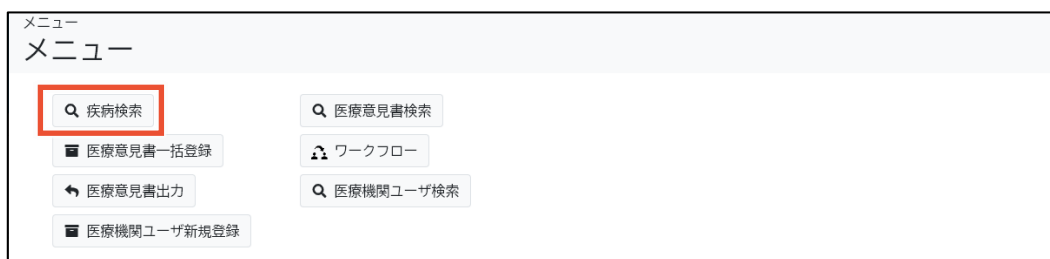 メニュー
メニュー
疾病検索
医療意見書検索
医療意見書一括登録
ワークフロー
医療意見書出力
医療機関ユーザ検索
医療機関ユーザ新規登録